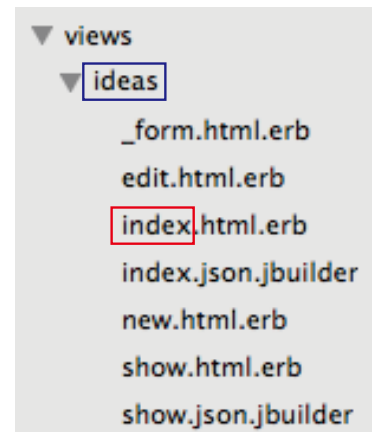 views
ideas
_form.html.erb
edit.html.erb
index.html.erb
index.json.jbuilder
new.html.erb
show.html.erb
show.json.jbuilder